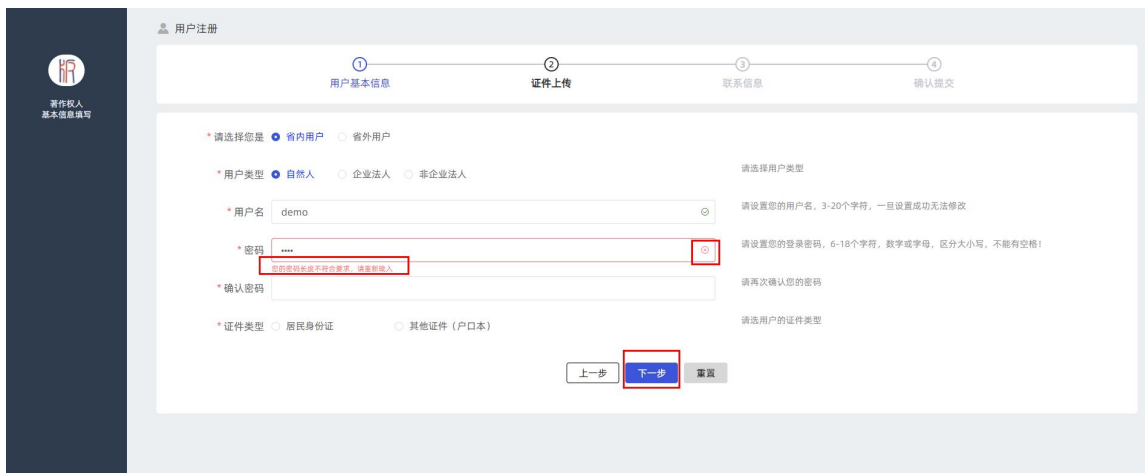 用户注册
著作权人
基本信息填写
1 2 3 4
用户基本信息 证件上传 联系信息 确认提交
*请选择您是 省内用户 省外用户
*用户类型 自然人 企业法人 非企业法人 请选择用户类型
*用户名 demo 请设置您的用户名，3-20个字符，一旦设置成功无法修改
*密码 •••• 请设置您的登录密码，6-18个字符，数字或字母，区分大小写，不能有空格！
您的密码长度不符合要求，请重新输入
*确认密码 请再次确认您的密码
*证件类型 居民身份证 其他证件（户口本） 请选用户的证件类型
上一步 下一步 重置